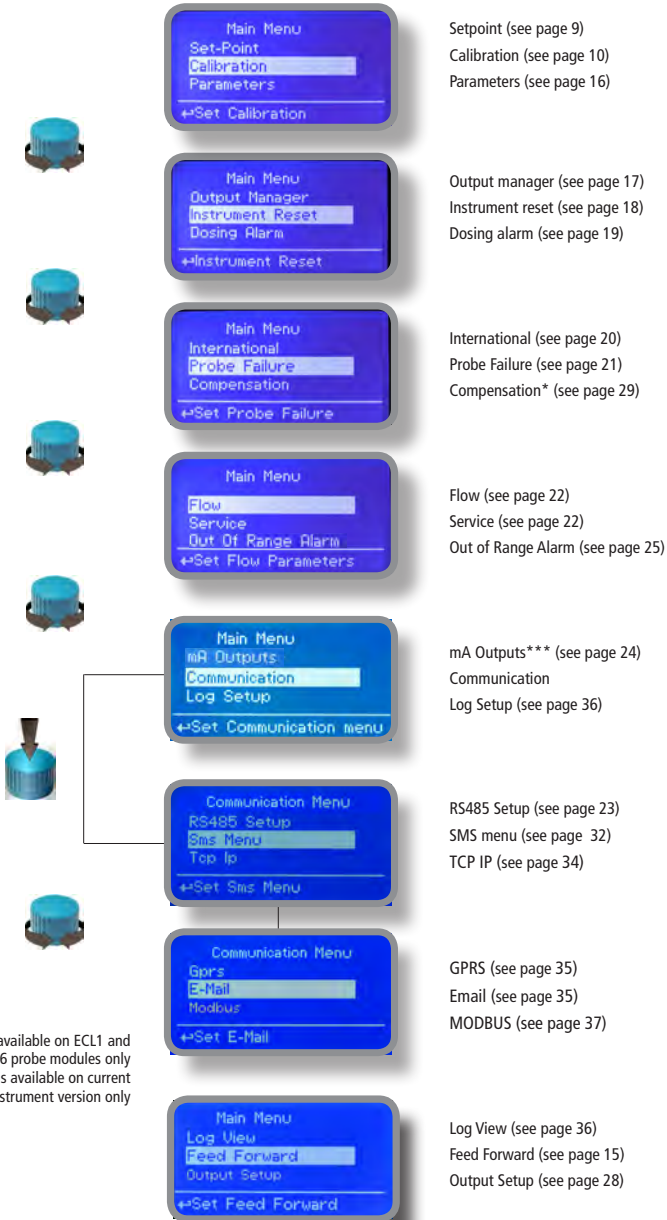 Main Menu
Set-Point
Calibration
Parameters
↩Set Calibration
Setpoint (see page 9)
Calibration (see page 10)
Parameters (see page 16)
Main Menu
Output Manager
Instrument Reset
Dosing Alarm
↩Instrument Reset
Output manager (see page 17)
Instrument reset (see page 18)
Dosing alarm (see page 19)
Main Menu
International
Probe Failure
Compensation
↩Set Probe Failure
International (see page 20)
Probe Failure (see page 21)
Compensation* (see page 29)
Main Menu
Flow
Service
Out Of Range Alarm
↩Set Flow Parameters
Flow (see page 22)
Service (see page 22)
Out of Range Alarm (see page 25)
Main Menu
mA Outputs
Communication
Log Setup
↩Set Communication menu
mA Outputs*** (see page 24)
Communication
Log Setup (see page 36)
Communication Menu
RS485 Setup
Sms Menu
Tcp Ip
↩Set Sms Menu
RS485 Setup (see page 23)
SMS menu (see page 32)
TCP IP (see page 34)
Communication Menu
Gprs
E-Mail
Modbus
↩Set E-Mail
GPRS (see page 35)
Email (see page 35)
MODBUS (see page 37)
available on ECL1 and
6 probe modules only
s available on current
strument version only
Main Menu
Log View
Feed Forward
Output Setup
↩Set Feed Forward
Log View (see page 36)
Feed Forward (see page 15)
Output Setup (see page 28)